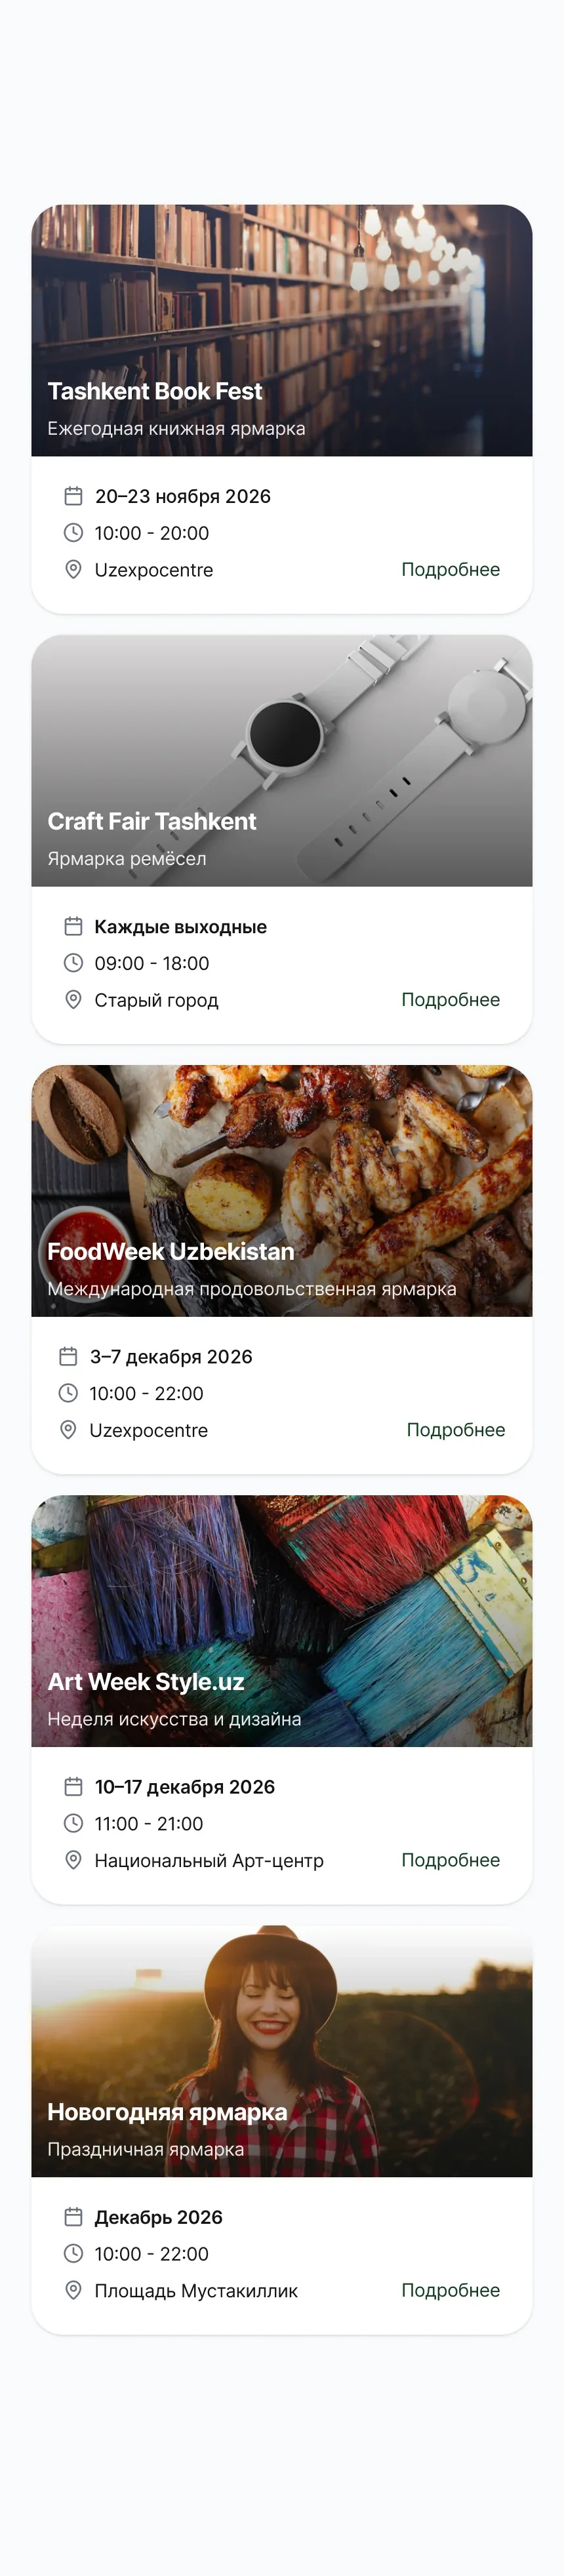 Tashkent Book Fest
Ежегодная книжная ярмарка
20–23 ноября 2026
10:00 - 20:00
Uzexpocentre
Подробнее
Craft Fair Tashkent
Ярмарка ремёсел
Каждые выходные
09:00 - 18:00
Старый город
Подробнее
FoodWeek Uzbekistan
Международная продовольственная ярмарка
3–7 декабря 2026
10:00 - 22:00
Uzexpocentre
Подробнее
Art Week Style.uz
Неделя искусства и дизайна
10–17 декабря 2026
11:00 - 21:00
Национальный Арт-центр
Подробнее
Новогодняя ярмарка
Праздничная ярмарка
Декабрь 2026
10:00 - 22:00
Площадь Мустакиллик
Подробнее